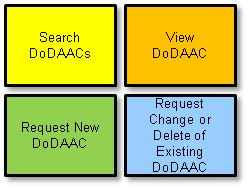 Search
DoDAACs
View
DoDAAC
Request New
DoDAAC
Request
Change or
Delete of
Existing
DoDAAC